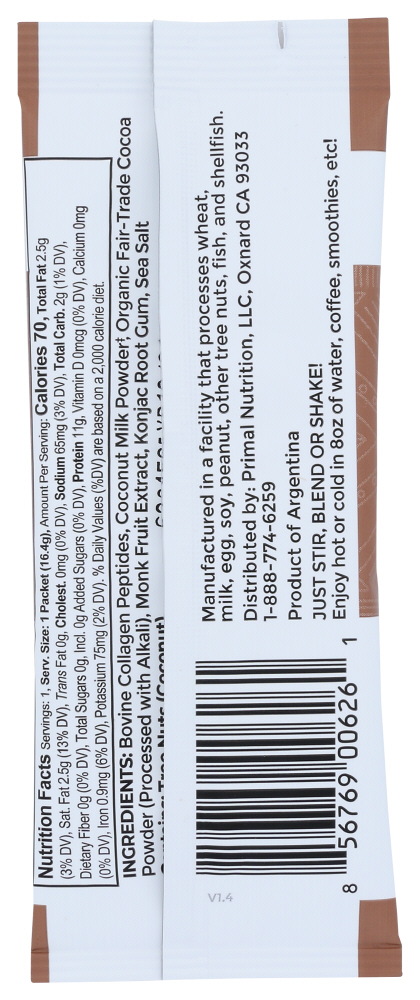 Nutrition Facts Servings: 1, Serv. Size: 1 Packet (16.4g), Amount Per Serving: Calories 70, Total Fat 2.5g
(3% DV), Sat. Fat 2.5g (13% DV), Trans Fat 0g, Cholest. 0mg (0% DV), Sodium 65mg (3% DV), Total Carb. 2g (1% DV),
Dietary Fiber 0g (0% DV), Total Sugars 0g, Incl. 0g Added Sugars (0% DV), Protein 11g, Vitamin D 0mcg (0% DV), Calcium 0mg
(0% DV), Iron 0.9mg (6% DV), Potassium 75mg (2% DV). % Daily Values (%DV) are based on a 2,000 calorie diet.
INGREDIENTS: Bovine Collagen Peptides, Coconut Milk Powder†, Organic Fair-Trade Cocoa
Powder (Processed with Alkali), Monk Fruit Extract, Konjac Root Gum, Sea Salt
Tree Nuts (Coconut)
Manufactured in a facility that processes wheat,
milk, egg, soy, peanut, other tree nuts, fish, and shellfish.
Distributed by: Primal Nutrition, LLC, Oxnard CA 93033
1-888-774-6259
Product of Argentina
JUST STIR, BLEND OR SHAKE!
Enjoy hot or cold in 8oz of water, coffee, smoothies, etc!
8 56769 00626 1
V1.4